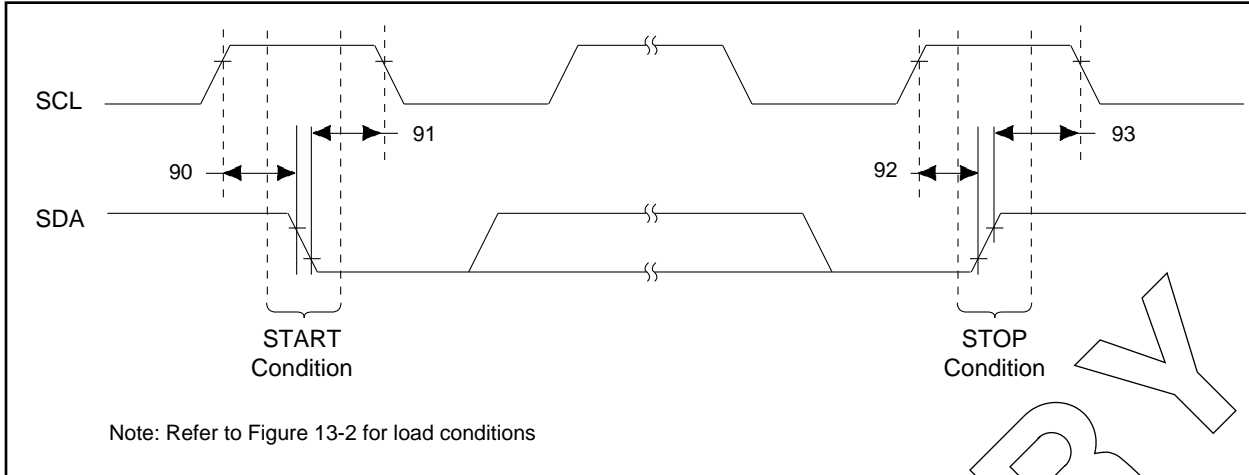 SCL
91
93
90
92
SDA
START
Condition
STOP
Condition
Note: Refer to Figure 13-2 for load conditions
R Y